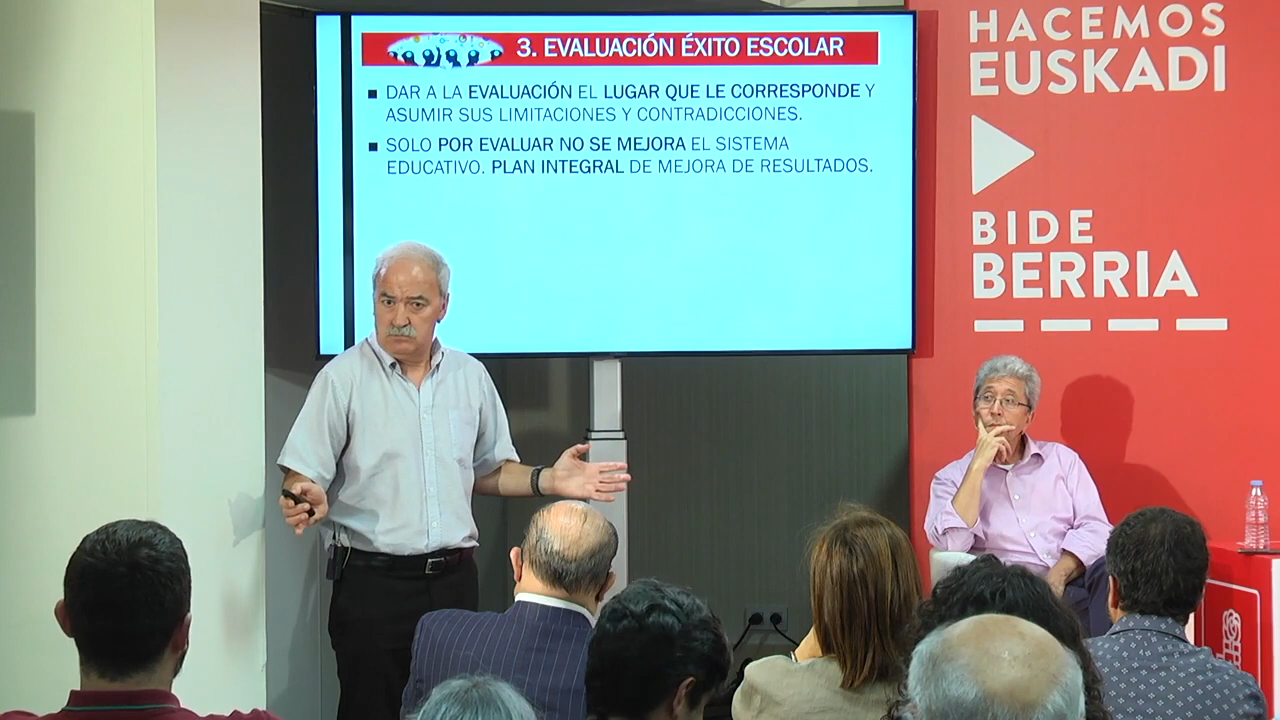 3. EVALUACIÓN ÉXITO ESCOLAR
■ DAR A LA EVALUACIÓN EL LUGAR QUE LE CORRESPONDE Y
ASUMIR SUS LIMITACIONES Y CONTRADICCIONES.
■ SOLO POR EVALUAR NO SE MEJORA EL SISTEMA
EDUCATIVO. PLAN INTEGRAL DE MEJORA DE RESULTADOS.
HACEMOS
EUSKADI
BIDE
BERRIA